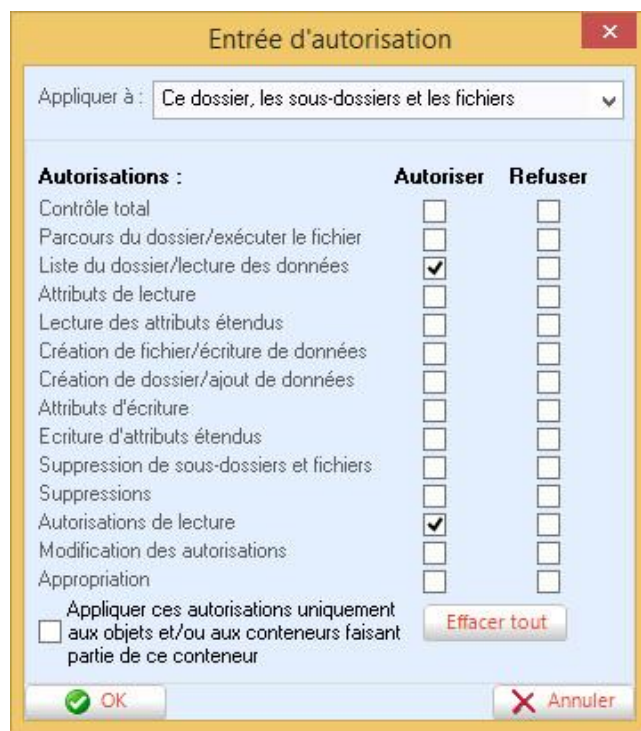 Entrée d'autorisation
Appliquer à : Ce dossier, les sous-dossiers et les fichiers
Autorisations : Autoriser Refuser
Contrôle total
Parcours du dossier/exécuter le fichier
Liste du dossier/lecture des données
Attributs de lecture
Lecture des attributs étendus
Création de fichier/écriture de données
Création de dossier/ajout de données
Attributs d'écriture
Ecriture d'attributs étendus
Suppression de sous-dossiers et fichiers
Suppressions
Autorisations de lecture
Modification des autorisations
Appropriation
Appliquer ces autorisations uniquement
aux objets et/ou aux conteneurs faisant
partie de ce conteneur
Effacer tout
OK Annuler